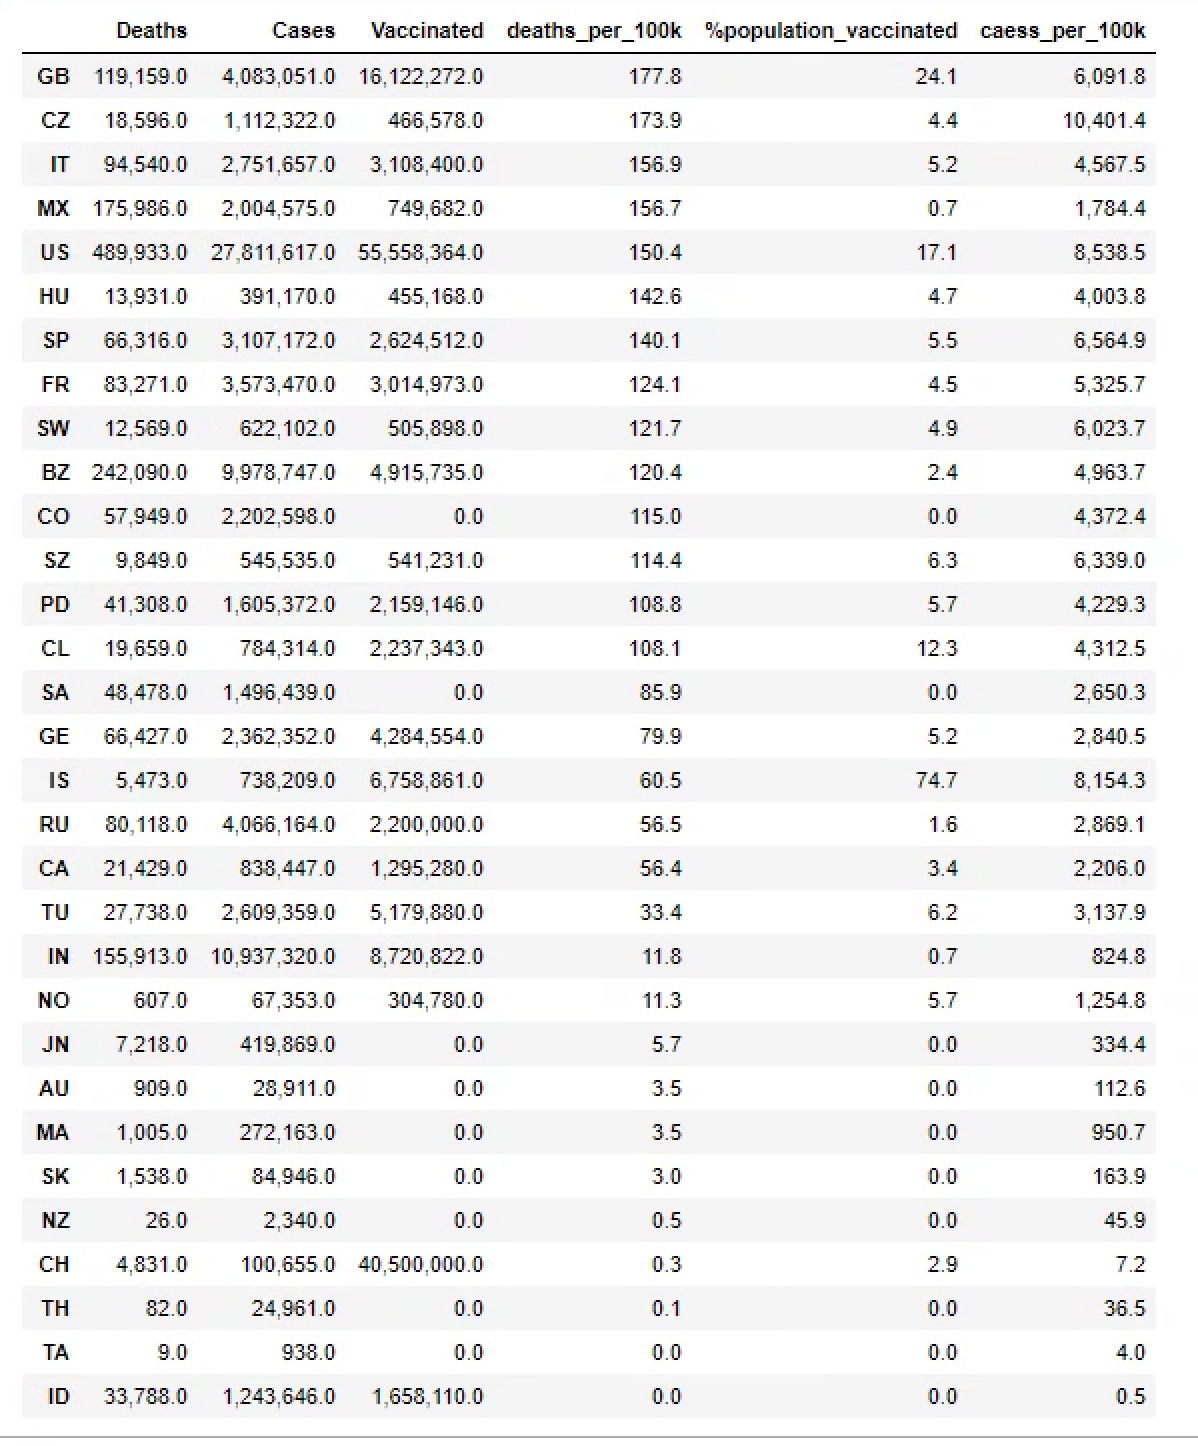 Deaths Cases Vaccinated deaths_per_100k %population_vaccinated caess_per_100k
GB 119,159.0 4,083,051.0 16,122,272.0 177.8 24.1 6,091.8
CZ 18,596.0 1,112,322.0 466,578.0 173.9 4.4 10,401.4
IT 94,540.0 2,751,657.0 3,108,400.0 156.9 5.2 4,567.5
MX 175,986.0 2,004,575.0 749,682.0 156.7 0.7 1,784.4
US 489,933.0 27,811,617.0 55,558,364.0 150.4 17.1 8,538.5
HU 13,931.0 391,170.0 455,168.0 142.6 4.7 4,003.8
SP 66,316.0 3,107,172.0 2,624,512.0 140.1 5.5 6,564.9
FR 83,271.0 3,573,470.0 3,014,973.0 124.1 4.5 5,325.7
SW 12,569.0 622,102.0 505,898.0 121.7 4.9 6,023.7
BZ 242,090.0 9,978,747.0 4,915,735.0 120.4 2.4 4,963.7
CO 57,949.0 2,202,598.0 0.0 115.0 0.0 4,372.4
SZ 9,849.0 545,535.0 541,231.0 114.4 6.3 6,339.0
PD 41,308.0 1,605,372.0 2,159,146.0 108.8 5.7 4,229.3
CL 19,659.0 784,314.0 2,237,343.0 108.1 12.3 4,312.5
SA 48,478.0 1,496,439.0 0.0 85.9 0.0 2,650.3
GE 66,427.0 2,362,352.0 4,284,554.0 79.9 5.2 2,840.5
IS 5,473.0 738,209.0 6,758,861.0 60.5 74.7 8,154.3
RU 80,118.0 4,066,164.0 2,200,000.0 56.5 1.6 2,869.1
CA 21,429.0 838,447.0 1,295,280.0 56.4 3.4 2,206.0
TU 27,738.0 2,609,359.0 5,179,880.0 33.4 6.2 3,137.9
IN 155,913.0 10,937,320.0 8,720,822.0 11.8 0.7 824.8
NO 607.0 67,353.0 304,780.0 11.3 5.7 1,254.8
JN 7,218.0 419,869.0 0.0 5.7 0.0 334.4
AU 909.0 28,911.0 0.0 3.5 0.0 112.6
MA 1,005.0 272,163.0 0.0 3.5 0.0 950.7
SK 1,538.0 84,946.0 0.0 3.0 0.0 163.9
NZ 26.0 2,340.0 0.0 0.5 0.0 45.9
CH 4,831.0 100,655.0 40,500,000.0 0.3 2.9 7.2
TH 82.0 24,961.0 0.0 0.1 0.0 36.5
TA 9.0 938.0 0.0 0.0 0.0 4.0
ID 33,788.0 1,243,646.0 1,658,110.0 0.0 0.0 0.5